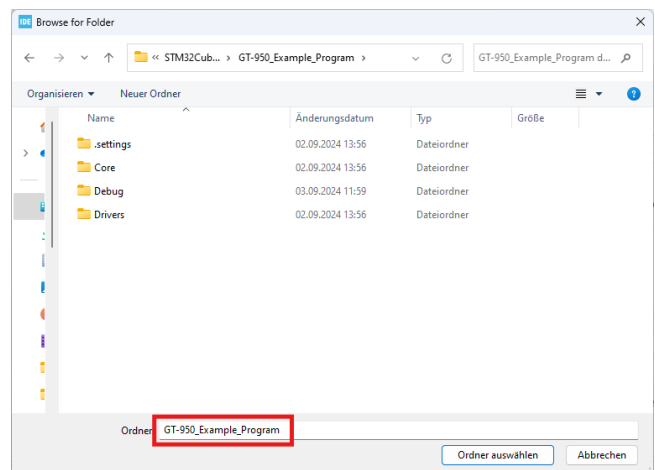 IDE Browse for Folder
« STM32Cub... › GT-950_Example_Program ›
GT-950_Example_Program d...
Organisieren Neuer Ordner
Name Änderungsdatum Typ Größe
.settings 02.09.2024 13:56 Dateiordner
Core 02.09.2024 13:56 Dateiordner
Debug 03.09.2024 11:59 Dateiordner
Drivers 02.09.2024 13:56 Dateiordner
Ordner GT-950_Example_Program
Ordner auswählen Abbrechen